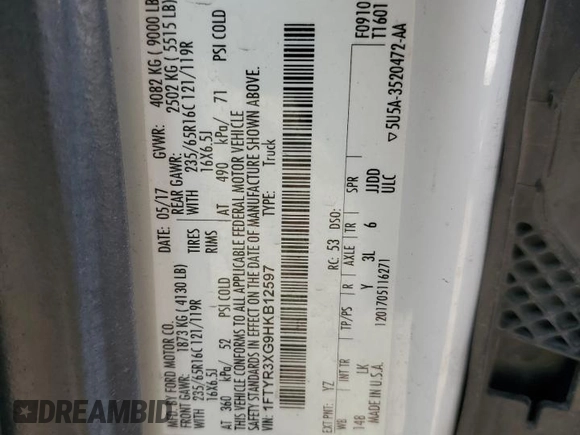 MFD. BY FORD MOTOR CO.
DATE: 05/17 GVWR: 4082 KG ( 9000 LB
FRONT GAWR: 1873 KG ( 4130 LB) REAR GAWR: 2502 KG ( 5515 LB)
235/65R16C 121/119R TIRES WITH 235/65R16C 121/119R
16X6.5J RIMS 16X6.5J
AT 360 kPa/ 52 PSI COLD AT 490 kPa/ 71 PSI COLD
THIS VEHICLE CONFORMS TO ALL APPLICABLE FEDERAL MOTOR VEHICLE
SAFETY STANDARDS IN EFFECT ON THE DATE OF MANUFACTURE SHOWN ABOVE.
VIN: 1FTYR3XG9HKB12597 TYPE: Truck
F0910
T1601
EXT PNT: YZ RC: 53 DSO:
WB INT TR TP/PS R AXLE TR SPR
148 LK 3L 6 JJDD
ULC
MADE IN U.S.A. 1201705116271
5U5A-3520472-AA
DREAMBID